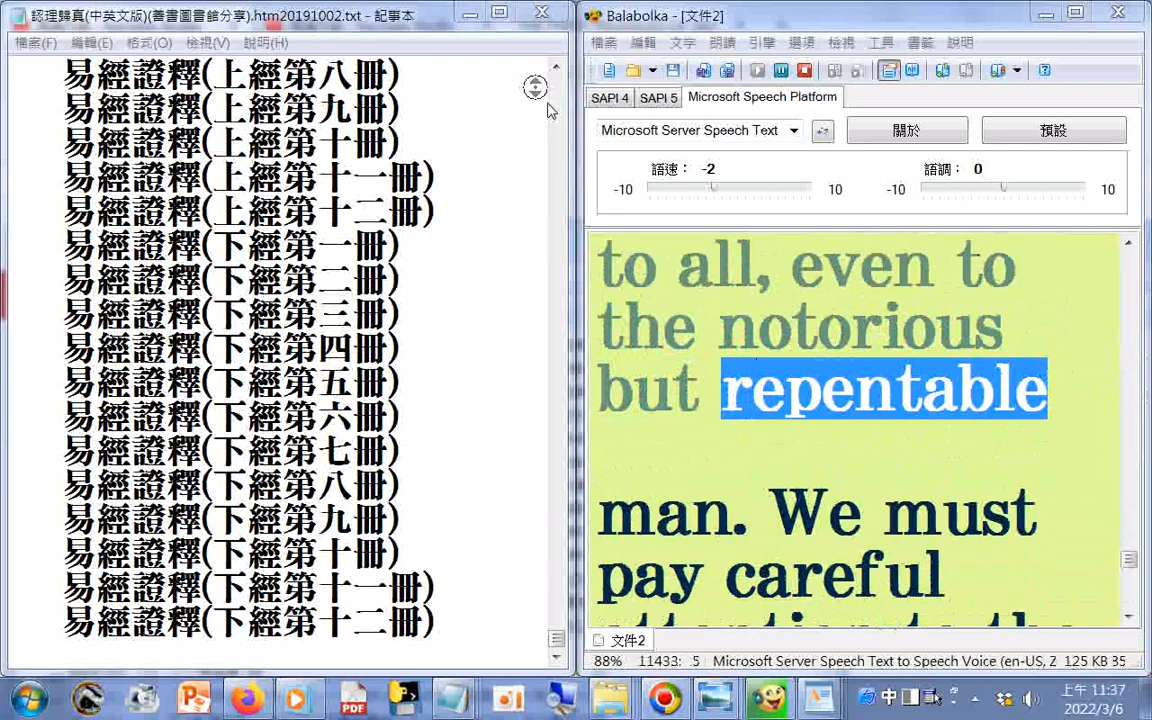 認理歸真(中英文版)(善書圖書館分享).htm20191002.txt - 記事本
檔案(F) 編輯(E) 格式(O) 檢視(V) 說明(H)
易經證釋(上經第八冊)
易經證釋(上經第九冊)
易經證釋(上經第十冊)
易經證釋(上經第十一冊)
易經證釋(上經第十二冊)
易經證釋(下經第一冊)
易經證釋(下經第二冊)
易經證釋(下經第三冊)
易經證釋(下經第四冊)
易經證釋(下經第五冊)
易經證釋(下經第六冊)
易經證釋(下經第七冊)
易經證釋(下經第八冊)
易經證釋(下經第九冊)
易經證釋(下經第十冊)
易經證釋(下經第十一冊)
易經證釋(下經第十二冊)
Balabolka - [文件2]
檔案 編輯 文字 朗讀 引擎 選項 檢視 工具 書籤 說明
SAPI 4 SAPI 5 Microsoft Speech Platform
Microsoft Server Speech Text 關於 預設
語速： -2 語調： 0
-10 10 -10 10
to all, even to
the notorious
but repentable
man. We must
pay careful
文件2
88% 11433: 5 Microsoft Server Speech Text to Speech Voice (en-US, Z 125 KB 35
PDF 中 上午 11:37
2022/3/6